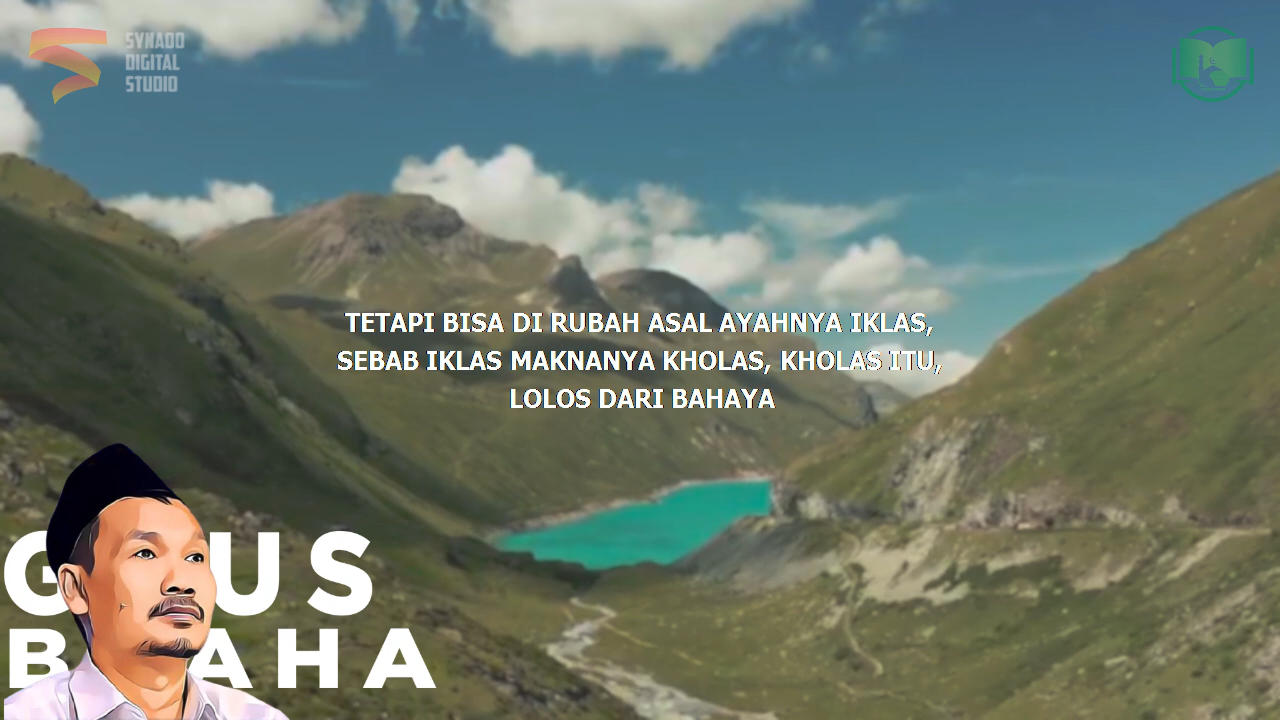 SYNADO
DIGITAL
STUDIO
TETAPI BISA DI RUBAH ASAL AYAHNYA IKLAS,
SEBAB IKLAS MAKNANYA KHOLAS, KHOLAS ITU,
LOLOS DARI BAHAYA
GUS
BAHA